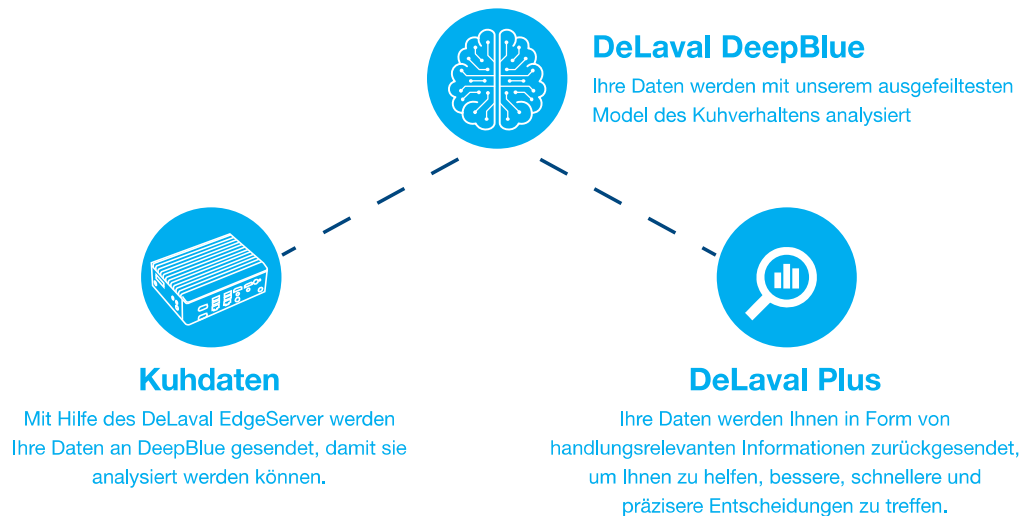 DeLaval DeepBlue
Ihre Daten werden mit unserem ausgefeiltesten
Model des Kuhverhaltens analysiert
Kuhdaten
Mit Hilfe des DeLaval EdgeServer werden
Ihre Daten an DeepBlue gesendet, damit sie
analysiert werden können.
DeLaval Plus
Ihre Daten werden Ihnen in Form von
handlungsrelevanten Informationen zurückgesendet,
um Ihnen zu helfen, bessere, schnellere und
präzisere Entscheidungen zu treffen.